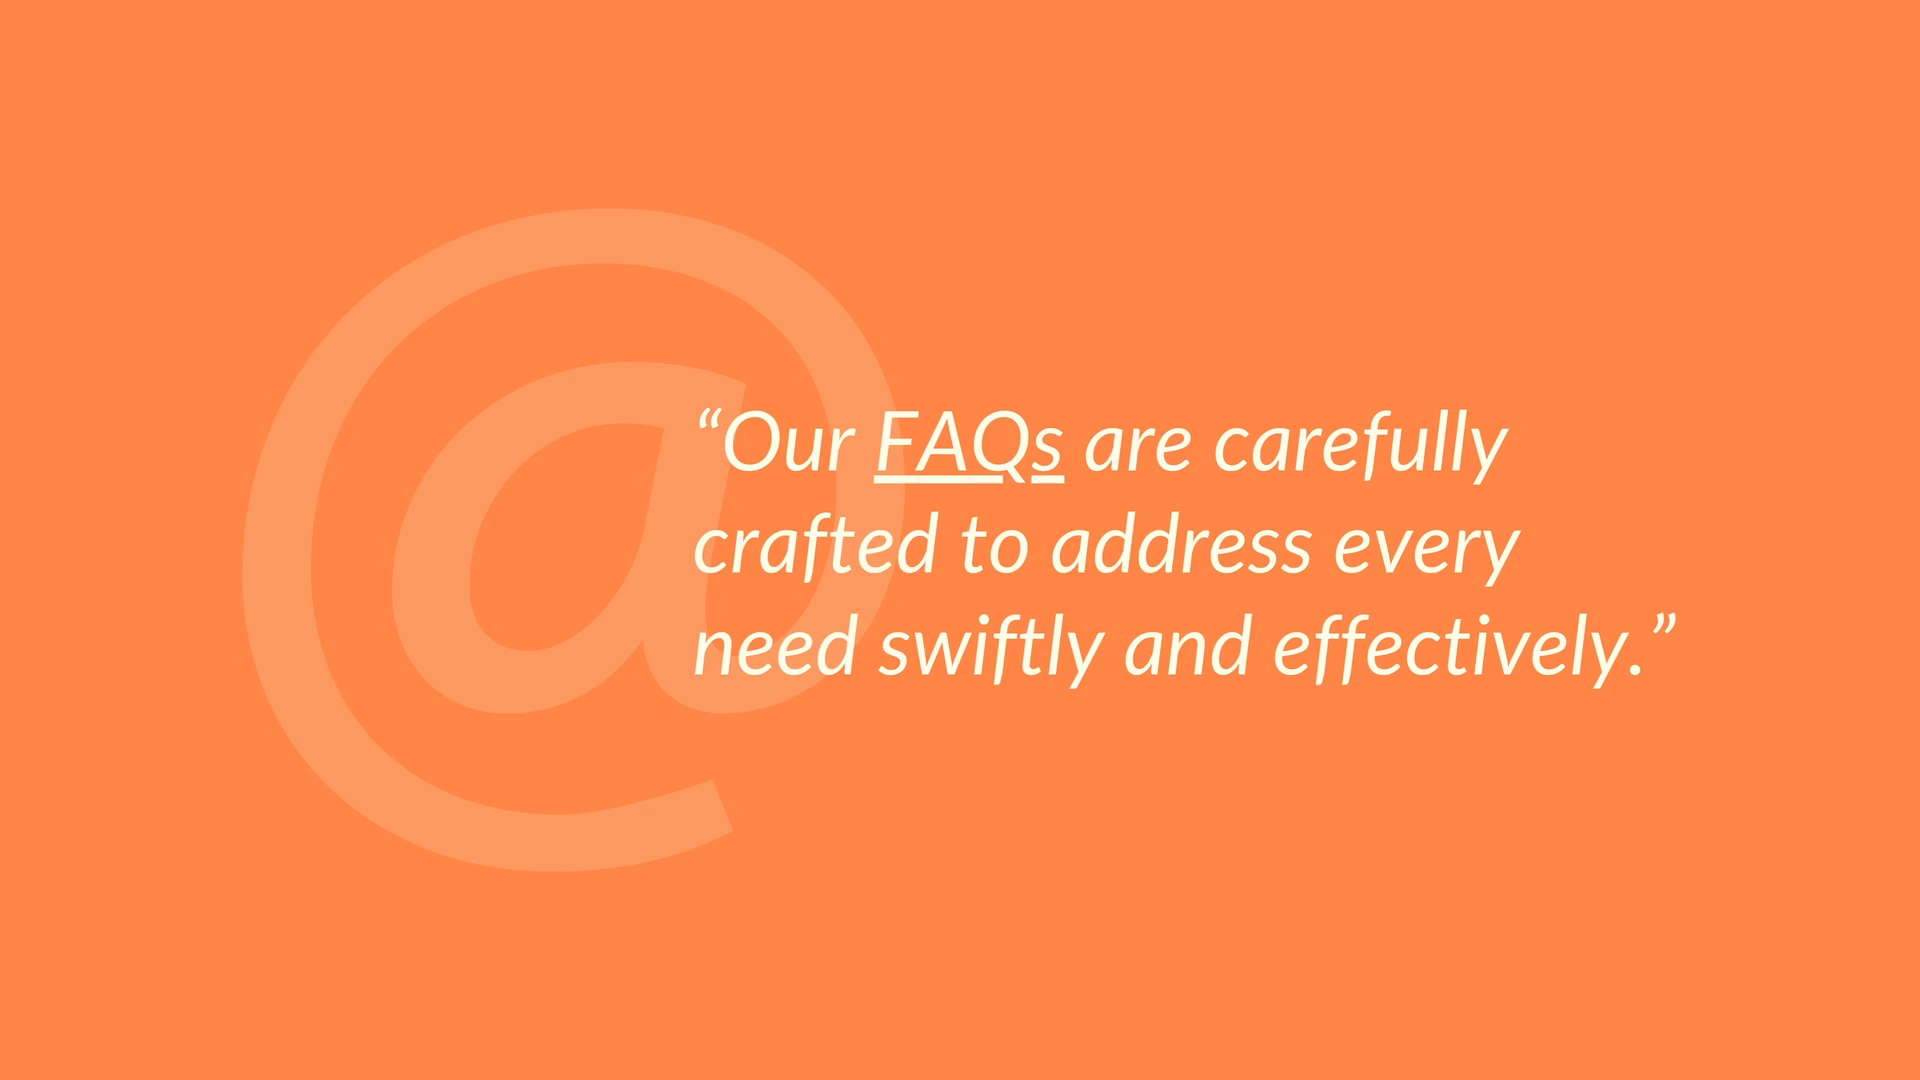 @
“Our FAQs are carefully
crafted to address every
need swiftly and effectively.”